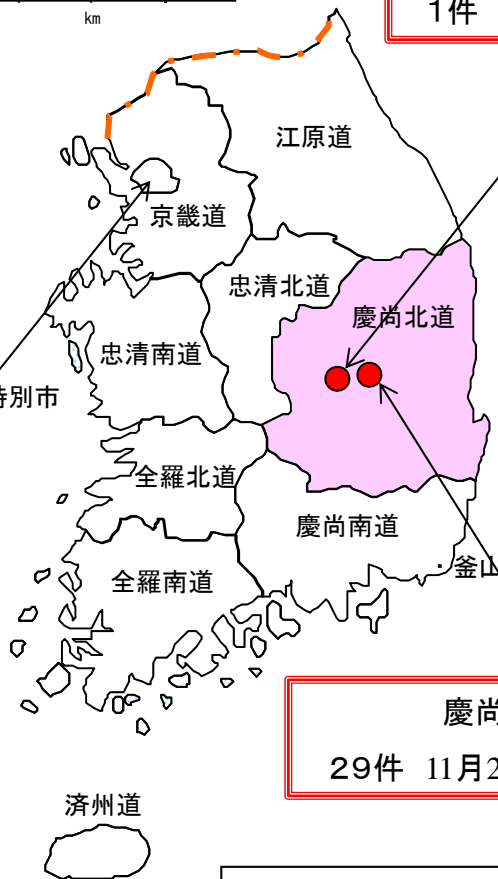 km
1件
江原道
京畿道
忠清北道
慶尚北道
忠清南道
特別市
全羅北道
慶尚南道
釜山
全羅南道
慶尚
29件 11月2
済州道